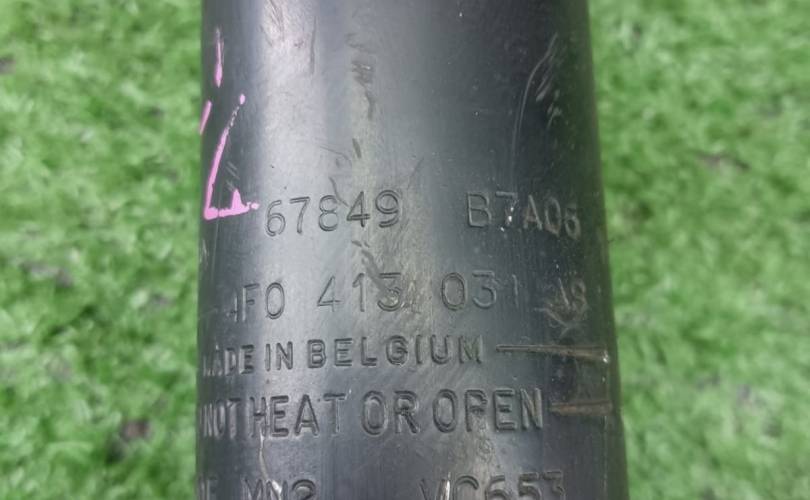 67849 B7A06
4F0 413 031
MADE IN BELGIUM
NOT HEAT OR OPEN